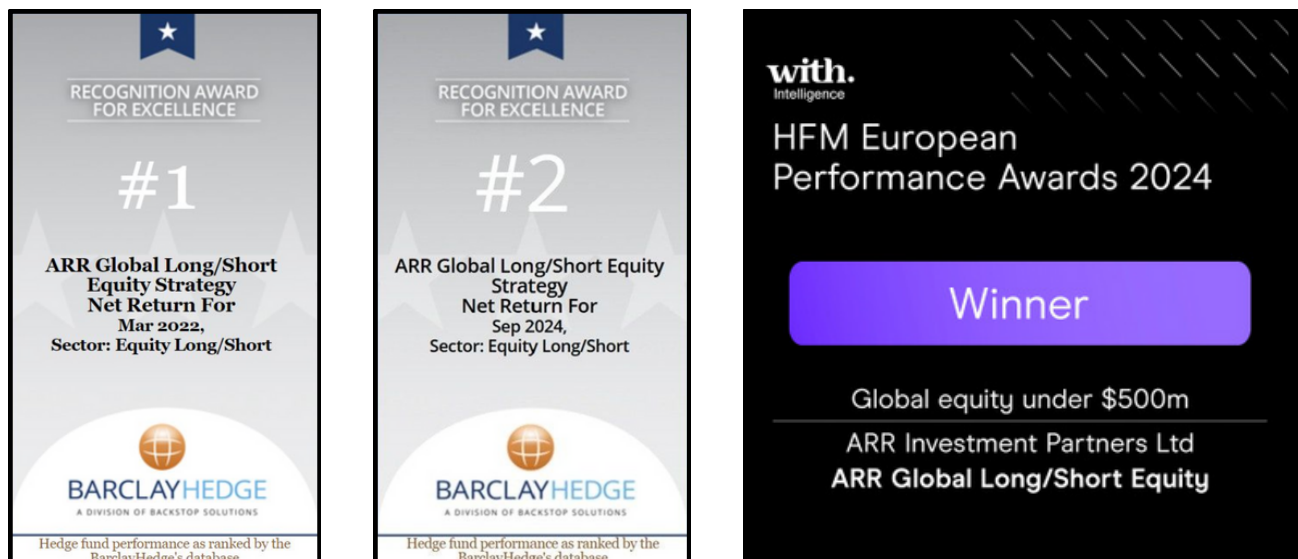 RECOGNITION AWARD
FOR EXCELLENCE
#1
ARR Global Long/Short
Equity Strategy
Net Return For
Mar 2022,
Sector: Equity Long/Short
BARCLAYHEDGE
A DIVISION OF BACKSTOP SOLUTIONS
Hedge fund performance as ranked by the
BarclayHedge's database
RECOGNITION AWARD
FOR EXCELLENCE
#2
ARR Global Long/Short Equity
Strategy
Net Return For
Sep 2024,
Sector: Equity Long/Short
BARCLAYHEDGE
A DIVISION OF BACKSTOP SOLUTIONS
Hedge fund performance as ranked by the
BarclayHedge's database
with.
Intelligence
HFM European
Performance Awards 2024
Winner
Global equity under $500m
ARR Investment Partners Ltd
ARR Global Long/Short Equity